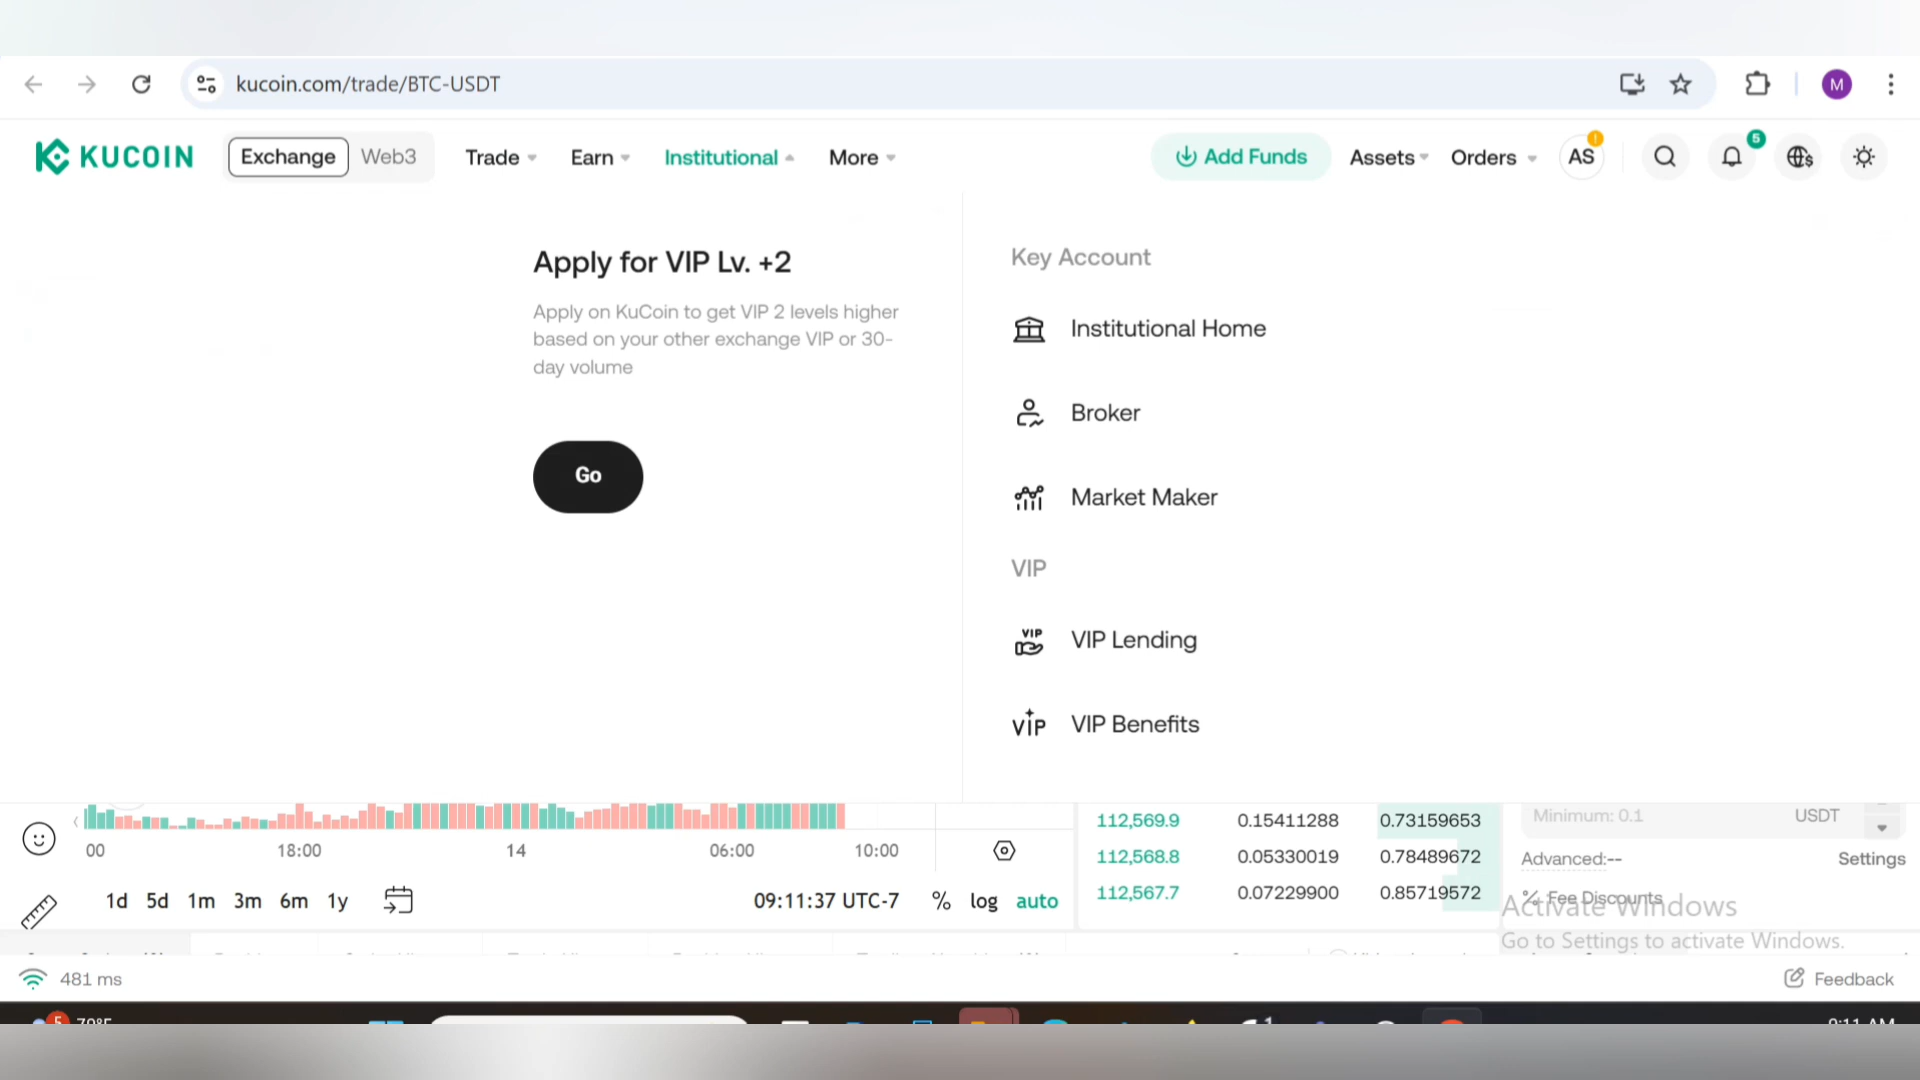 kucoin.com/trade/BTC-USDT
M
KUCOIN
Exchange
Web3
Trade
Earn
Institutional
More
Add Funds
Assets
Orders
AS
!
5
$
Apply for VIP Lv. +2
Apply on KuCoin to get VIP 2 levels higher
based on your other exchange VIP or 30-
day volume
Go
Key Account
Institutional Home
Broker
Market Maker
VIP
VIP
VIP Lending
VIP
VIP Benefits
00
18:00
14
06:00
10:00
1d
5d
1m
3m
6m
1y
09:11:37 UTC-7
%
log
auto
112,569.9 0.15411288 0.73159653
112,568.8 0.05330019 0.78489672
112,567.7 0.07229900 0.85719572
Minimum: 0.1
USDT
Advanced:--
Settings
% Fee Discounts
Activate Windows
Go to Settings to activate Windows.
481 ms
Feedback
5